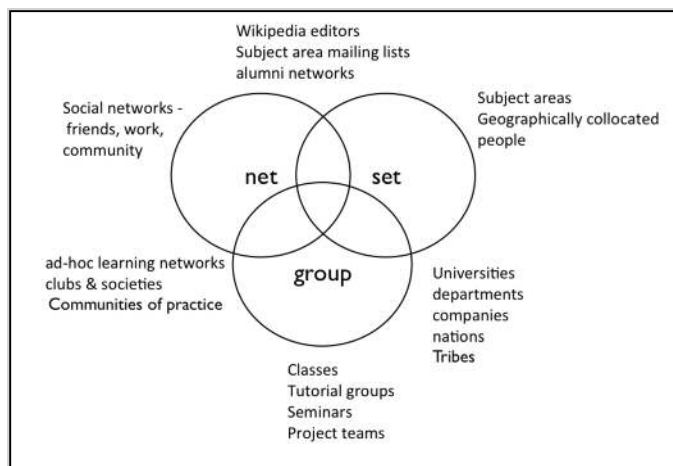 Wikipedia editors
Subject area mailing lists
alumni networks
Social networks -
friends, work,
community
Subject areas
Geographically collocated
people
net
set
group
ad-hoc learning networks
clubs & societies
Communities of practice
Universities
departments
companies
nations
Tribes
Classes
Tutorial groups
Seminars
Project teams